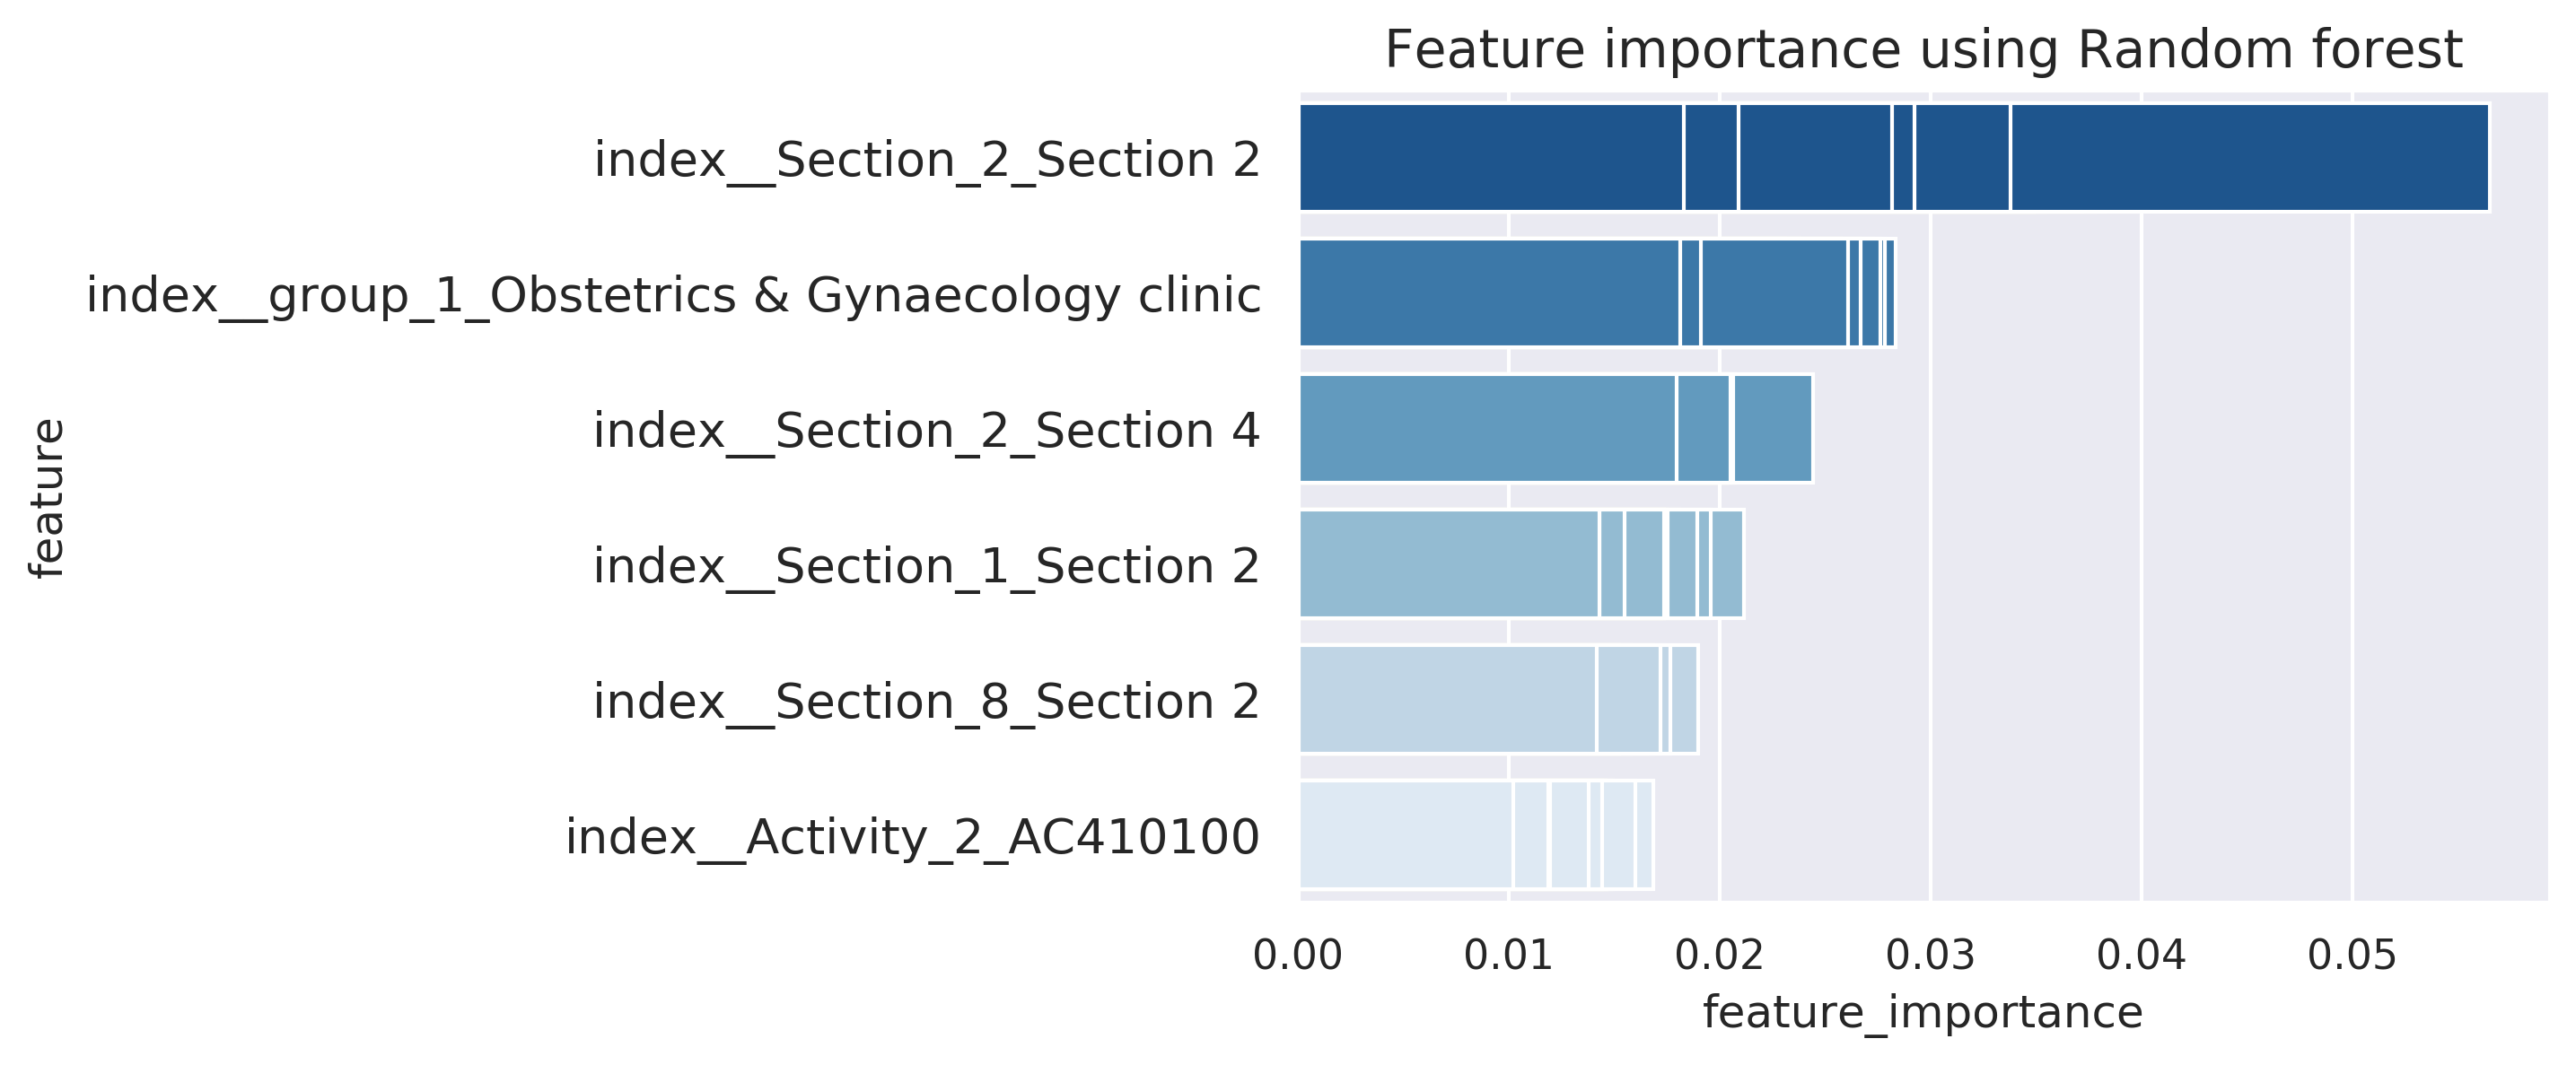 Feature importance using Random forest
index__Section_2_Section 2
index__group_1_Obstetrics & Gynaecology clinic
index__Section_2_Section 4
index__Section_1_Section 2
index__Section_8_Section 2
index__Activity_2_AC410100
feature
0.00 0.01 0.02 0.03 0.04 0.05
feature_importance